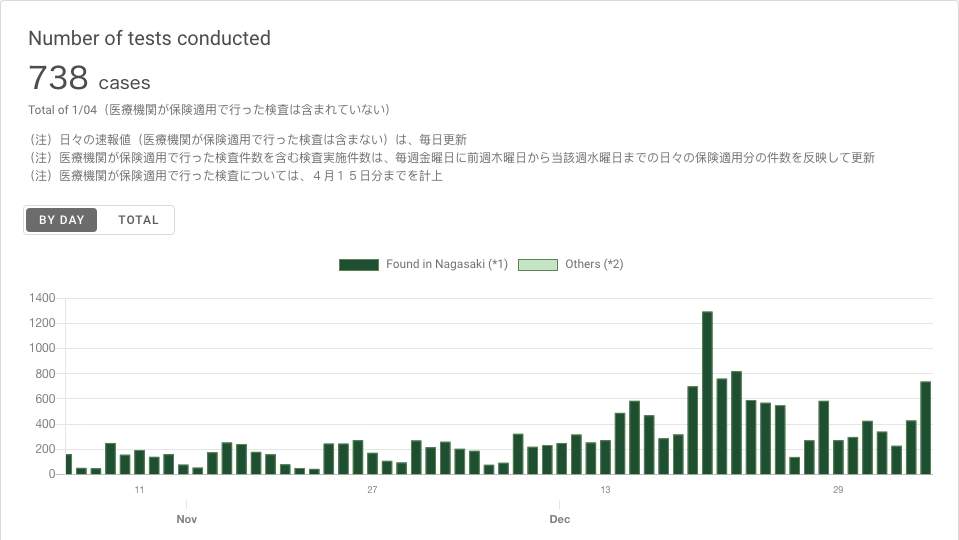 Number of tests conducted
738 cases
Total of 1/04（医療機関が保険適用で行った検査は含まれていない）
（注）日々の速報値（医療機関が保険適用で行った検査は含まない）は、毎日更新
（注）医療機関が保険適用で行った検査件数を含む検査実施件数は、毎週金曜日に前週木曜日から当該週水曜日までの日々の保険適用分の件数を反映して更新
（注）医療機関が保険適用で行った検査については、４月１５日分までを計上
BY DAY TOTAL
Found in Nagasaki (*1) Others (*2)
1400
1200
1000
800
600
400
200
0
11 27 13 29
Nov Dec